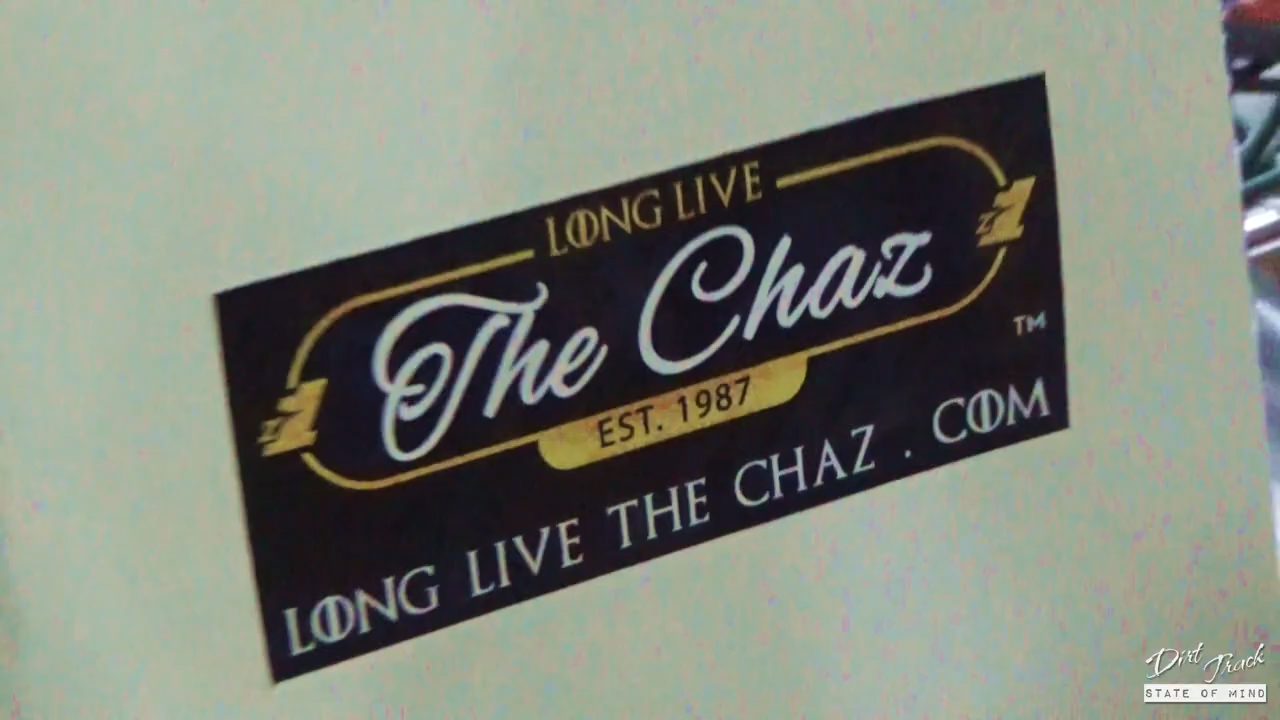 LONG LIVE
The Chaz
EST. 1987
TM
LONG LIVE THE CHAZ . COM
Dirt Track
STATE OF MIND